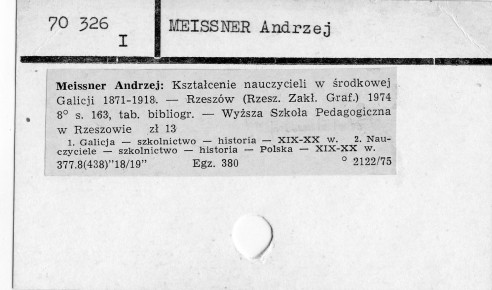 70 326
I
MEISSNER Andrzej
Meissner Andrzej: Kształcenie nauczycieli w środkowej
Galicji 1871-1918. — Rzeszów (Rzesz. Zakł. Graf.) 1974
8° s. 163, tab. bibliogr. — Wyższa Szkoła Pedagogiczna
w Rzeszowie zł 13
1. Galicja — szkolnictwo — historia — XIX-XX w. 2. Nau-
czyciele — szkolnictwo — historia — Polska — XIX-XX w.
377.8(438)"18/19" Egz. 380 ° 2122/75